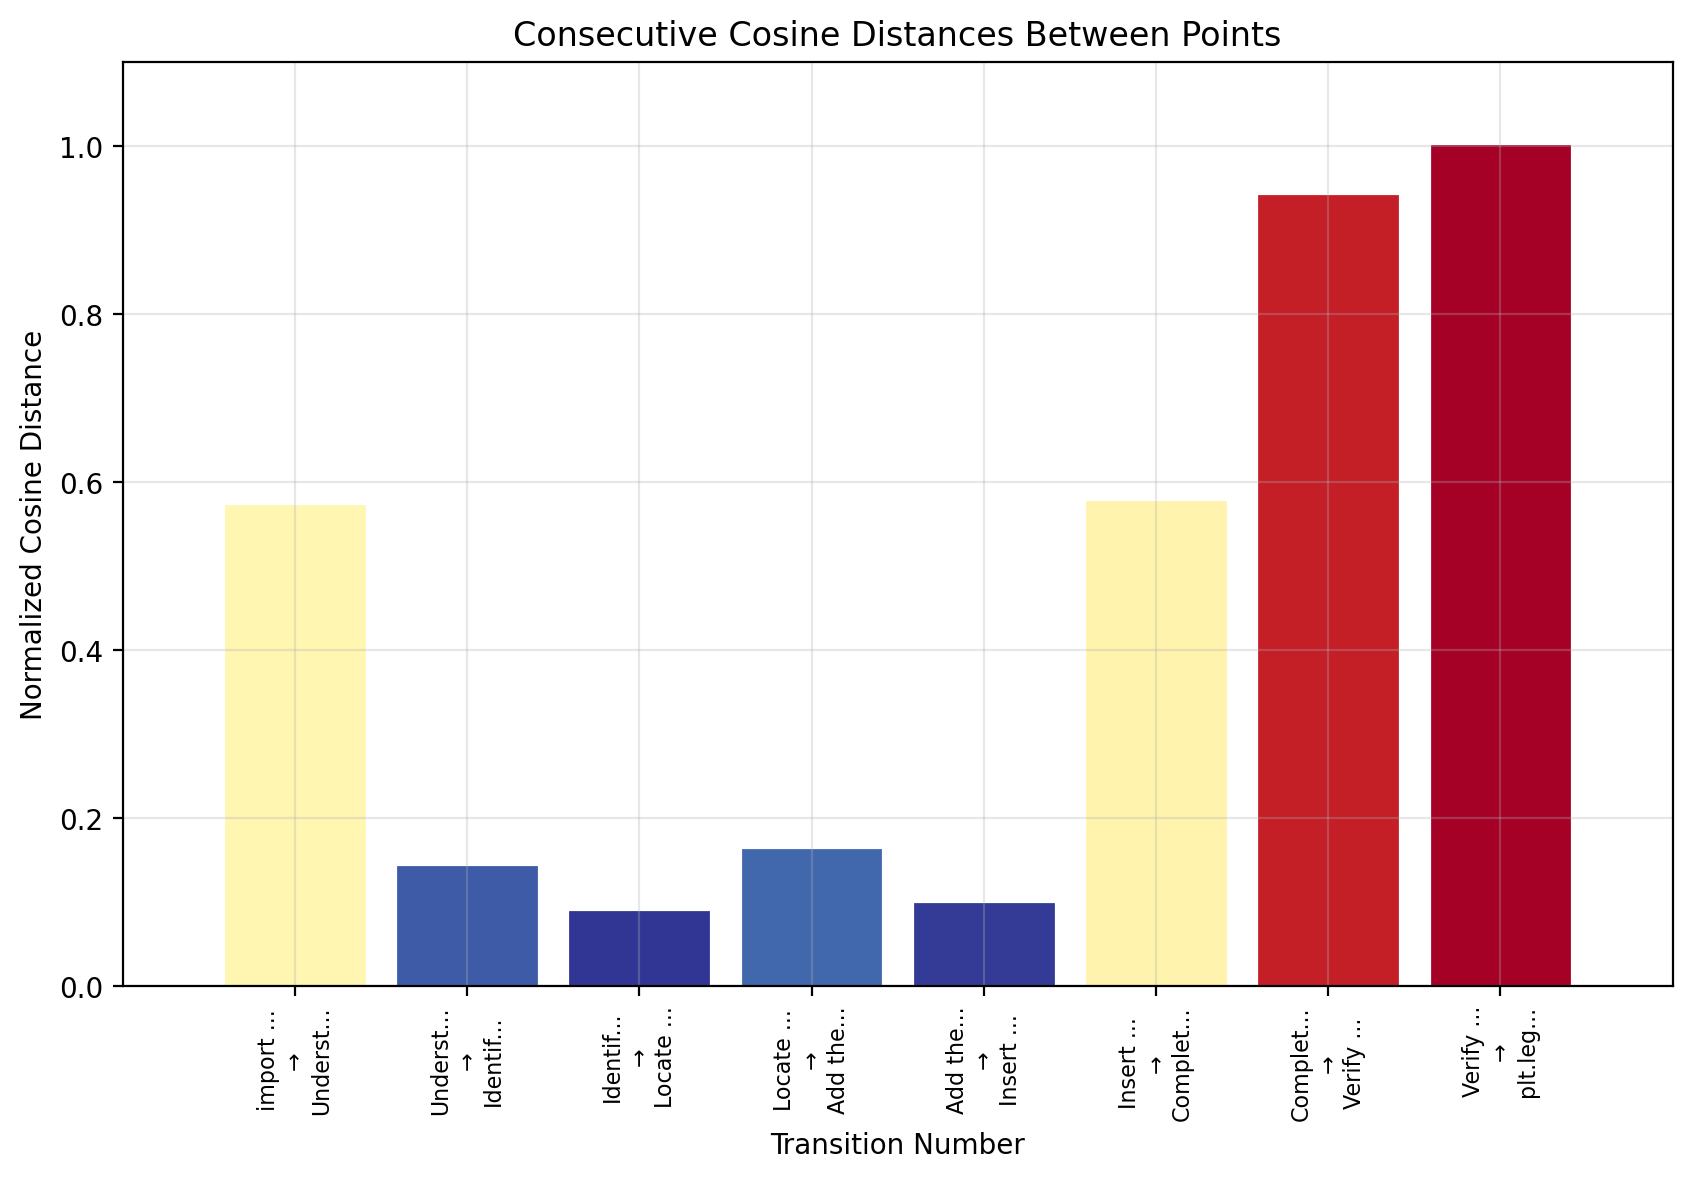 Consecutive Cosine Distances Between Points
Normalized Cosine Distance
1.0
0.8
0.6
0.4
0.2
0.0
import ...
→
Underst...
Underst...
→
Identif...
Identif...
→
Locate ...
Locate ...
→
Add the...
Add the...
→
Insert ...
Insert ...
→
Complet...
Complet...
→
Verify ...
Verify ...
→
plt.leg...
Transition Number